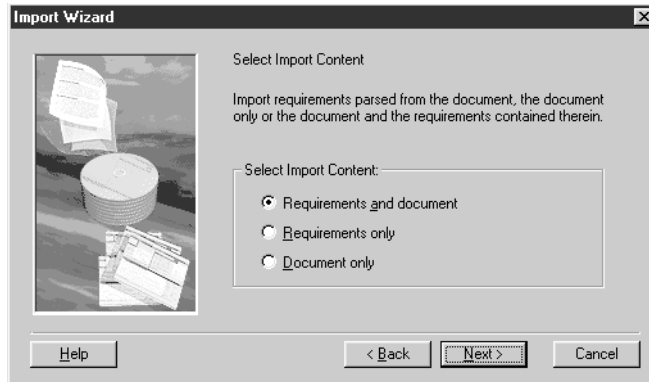 Import Wizard
Select Import Content
Import requirements parsed from the document, the document
only or the document and the requirements contained therein.
Select Import Content:
Requirements and document
Requirements only
Document only
Help
< Back
Next >
Cancel